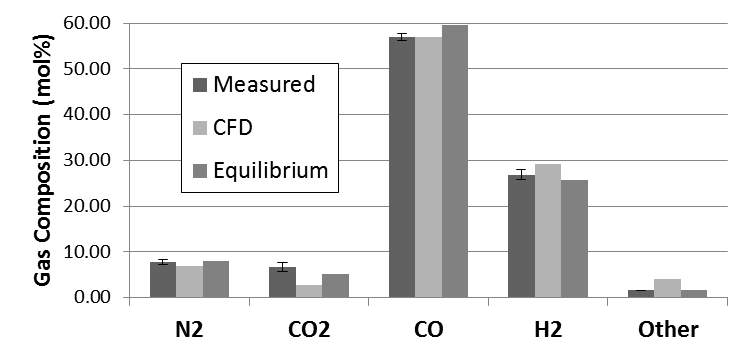 Gas Composition (mol%)
60.00
50.00
40.00
30.00
20.00
10.00
0.00
Measured
CFD
Equilibrium
N2 CO2 CO H2 Other